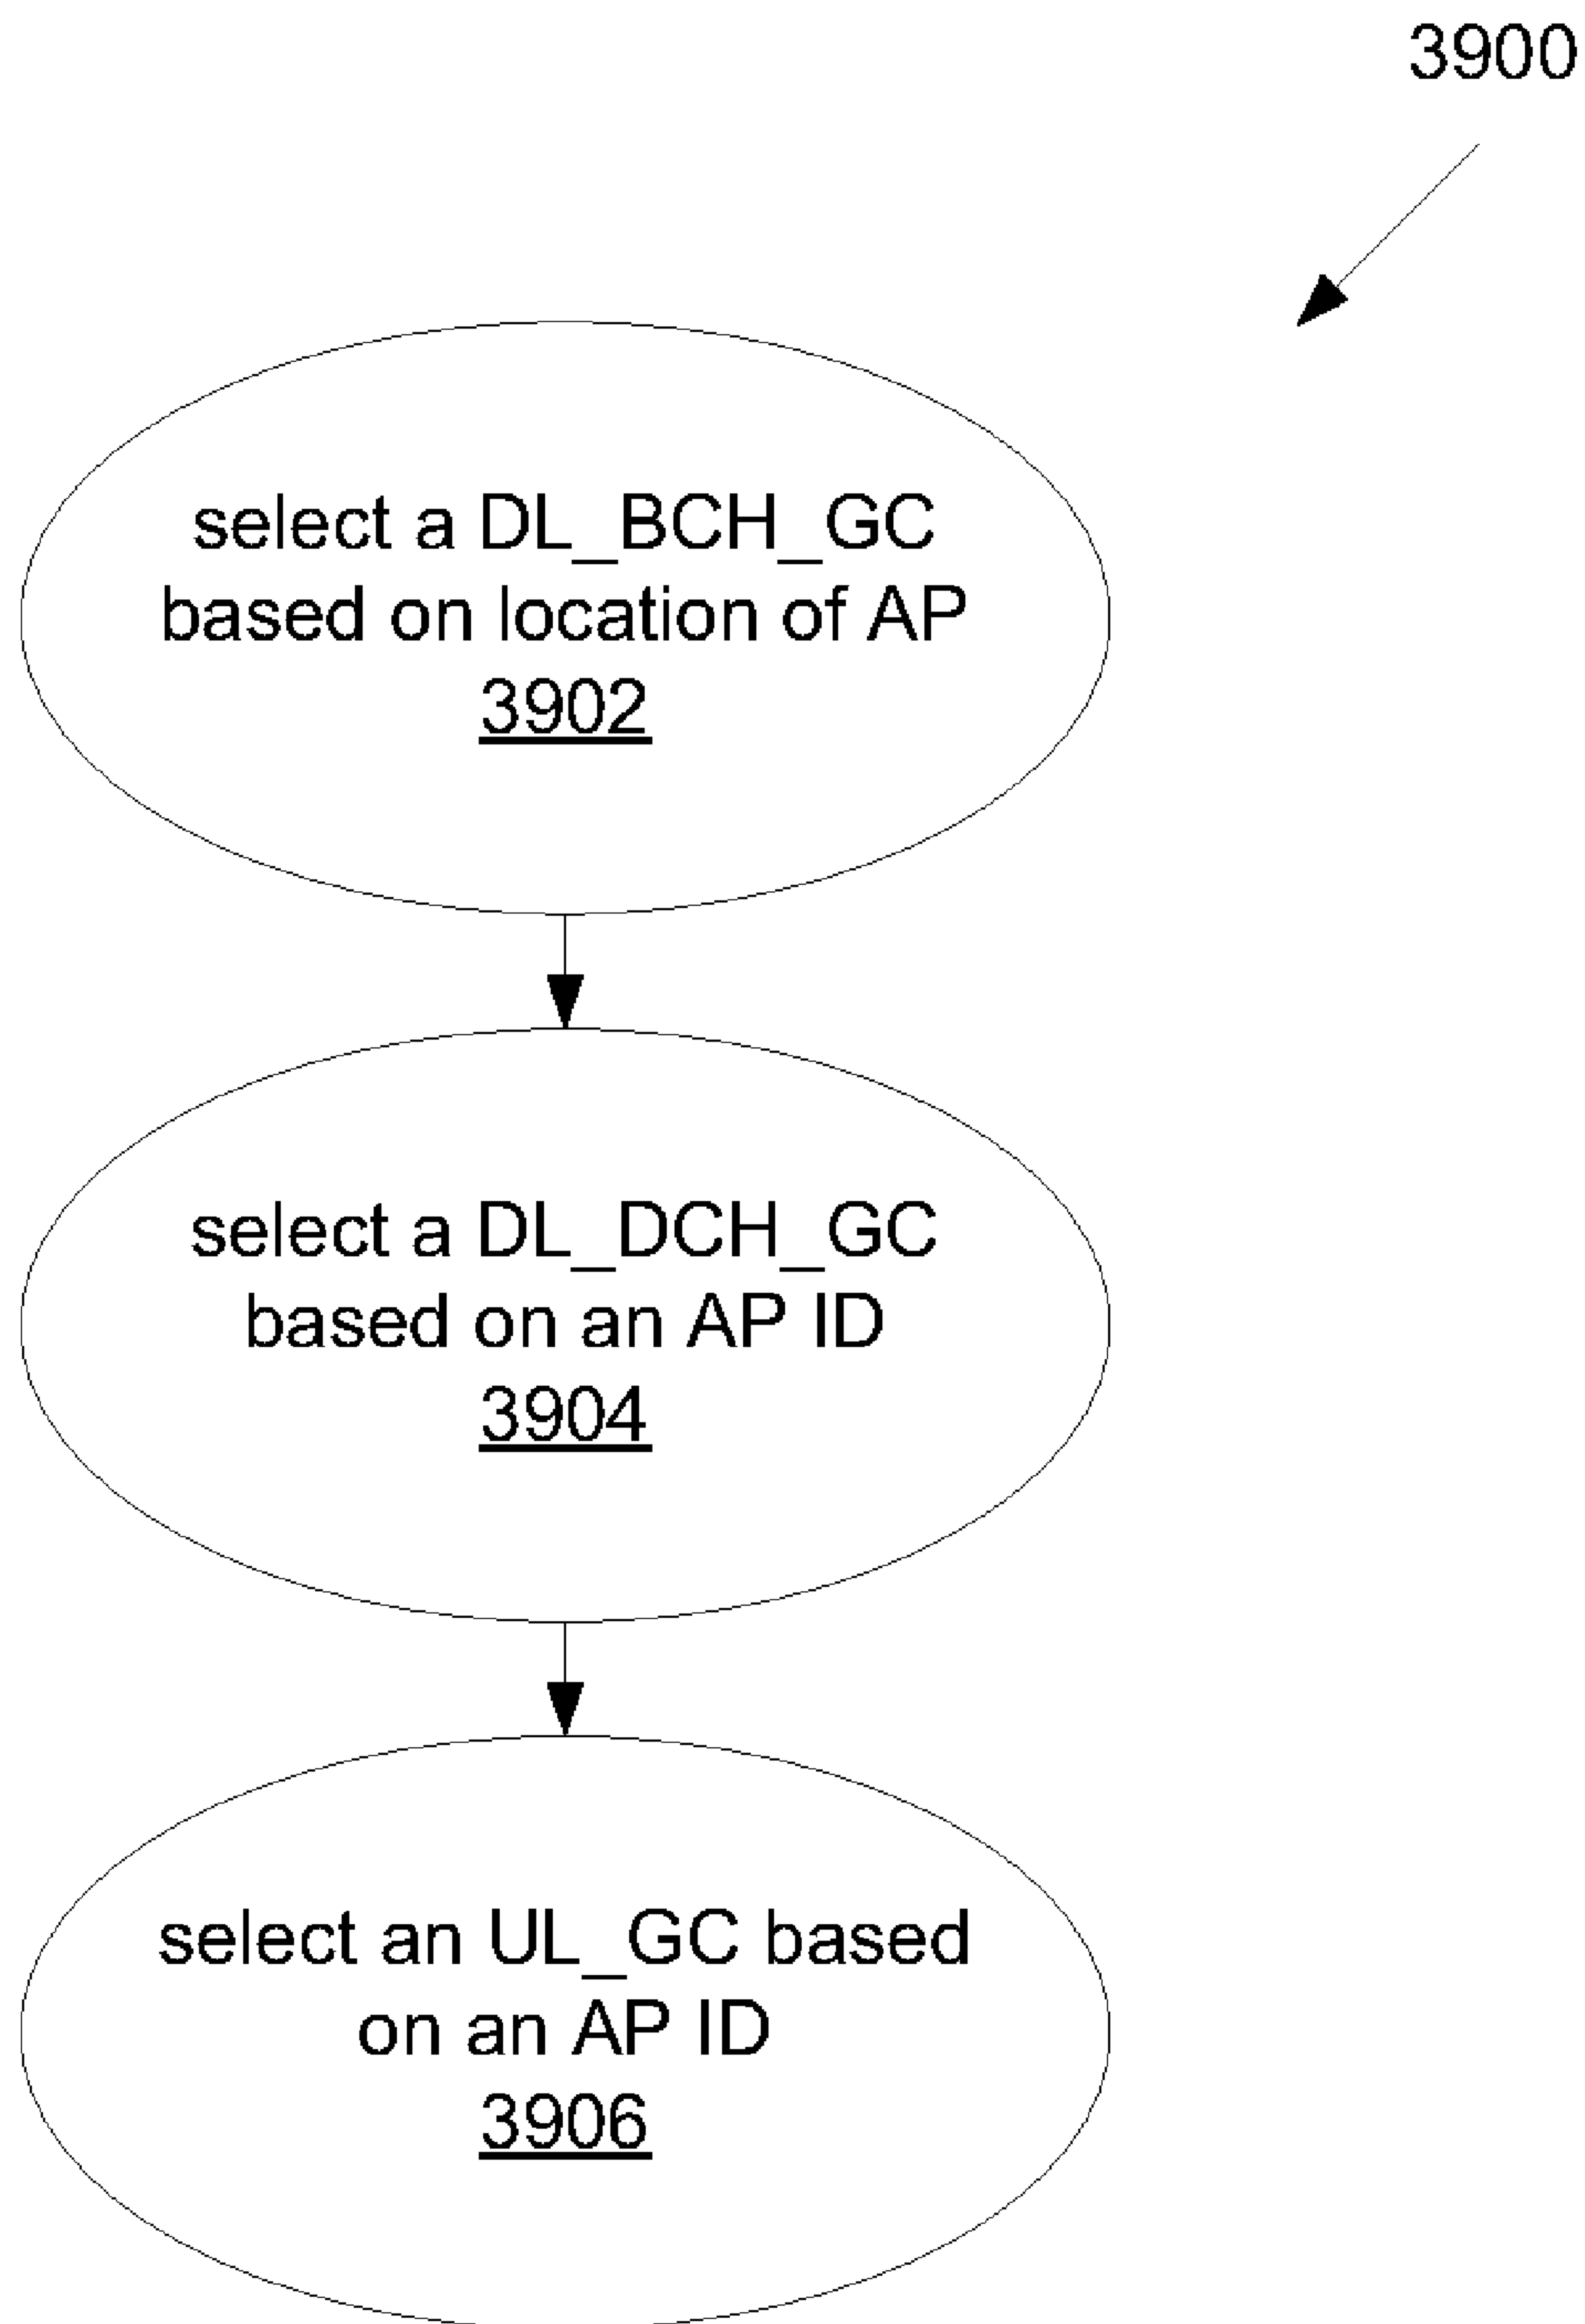 3900
select a DL_BCH_GC
based on location of AP
3902
select a DL_DCH_GC
based on an AP ID
3904
select an UL_GC based
on an AP ID
3906